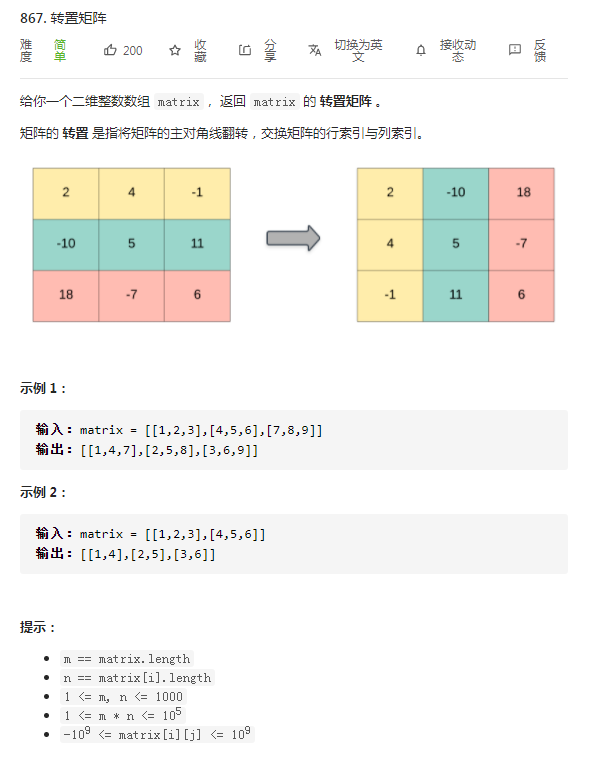 867. 转置矩阵
难度 简单 200 收藏 分享 切换为英文 接收动态 反馈
给你一个二维整数数组 matrix ，返回 matrix 的 转置矩阵 。
矩阵的 转置 是指将矩阵的主对角线翻转，交换矩阵的行索引与列索引。
2 4 -1 2 -10 18
-10 5 11 4 5 -7
18 -7 6 -1 11 6
示例 1：
输入：matrix = [[1,2,3],[4,5,6],[7,8,9]]
输出：[[1,4,7],[2,5,8],[3,6,9]]
示例 2：
输入：matrix = [[1,2,3],[4,5,6]]
输出：[[1,4],[2,5],[3,6]]
提示：
m == matrix.length
n == matrix[i].length
1 <= m, n <= 1000
1 <= m * n <= 10⁵
-10⁹ <= matrix[i][j] <= 10⁹